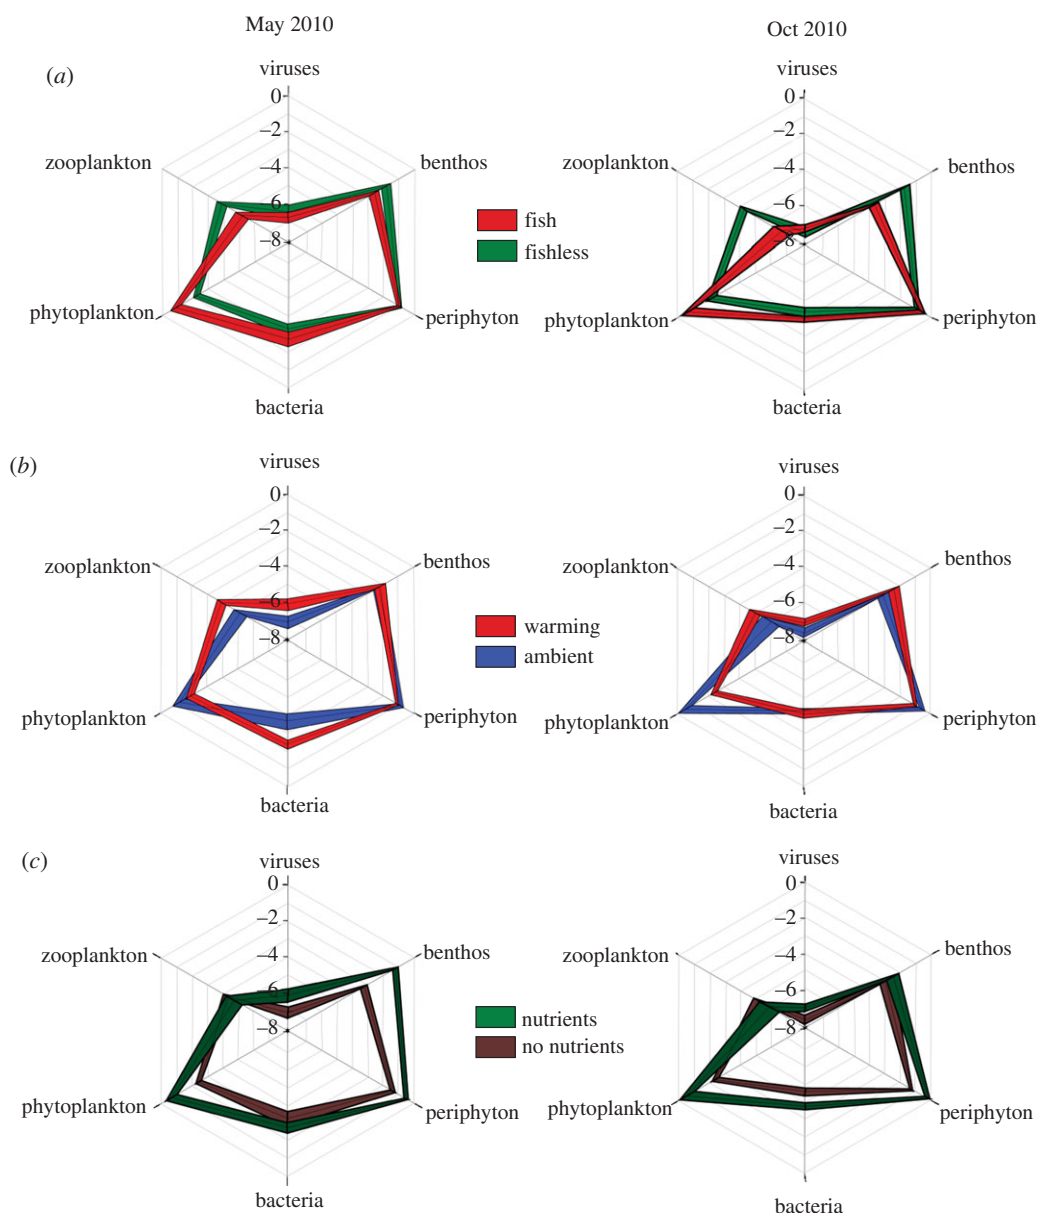 May 2010
Oct 2010
(a)
viruses
0
−2
−4
−6
−8
zooplankton
benthos
phytoplankton
periphyton
bacteria
fish
fishless
viruses
0
−2
−4
−6
−8
zooplankton
benthos
phytoplankton
periphyton
bacteria
(b)
viruses
0
−2
−4
−6
−8
zooplankton
benthos
phytoplankton
periphyton
bacteria
warming
ambient
viruses
0
−2
−4
−6
−8
zooplankton
benthos
phytoplankton
periphyton
bacteria
(c)
viruses
0
−2
−4
−6
−8
zooplankton
benthos
phytoplankton
periphyton
bacteria
nutrients
no nutrients
viruses
0
−2
−4
−6
−8
zooplankton
benthos
phytoplankton
periphyton
bacteria